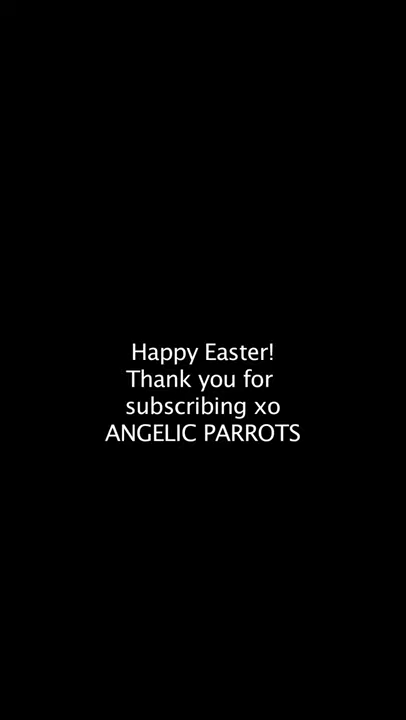 Happy Easter!
Thank you for
subscribing xo
ANGELIC PARROTS